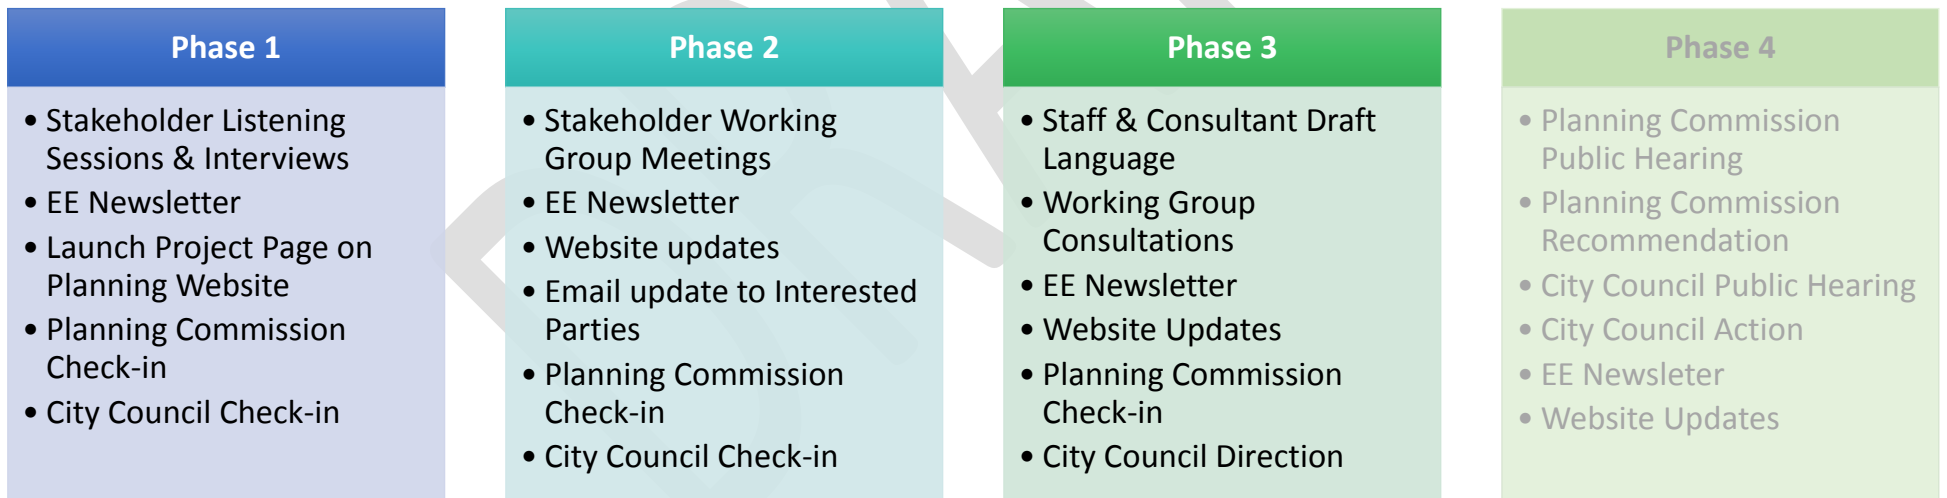 Phase 1
• Stakeholder Listening
Sessions & Interviews
• EE Newsletter
• Launch Project Page on
Planning Website
• Planning Commission
Check-in
• City Council Check-in
Phase 2
• Stakeholder Working
Group Meetings
• EE Newsletter
• Website updates
• Email update to Interested
Parties
• Planning Commission
Check-in
• City Council Check-in
Phase 3
• Staff & Consultant Draft
Language
• Working Group
Consultations
• EE Newsletter
• Website Updates
• Planning Commission
Check-in
• City Council Direction
Phase 4
• Planning Commission
Public Hearing
• Planning Commission
Recommendation
• City Council Public Hearing
• City Council Action
• EE Newsleter
• Website Updates